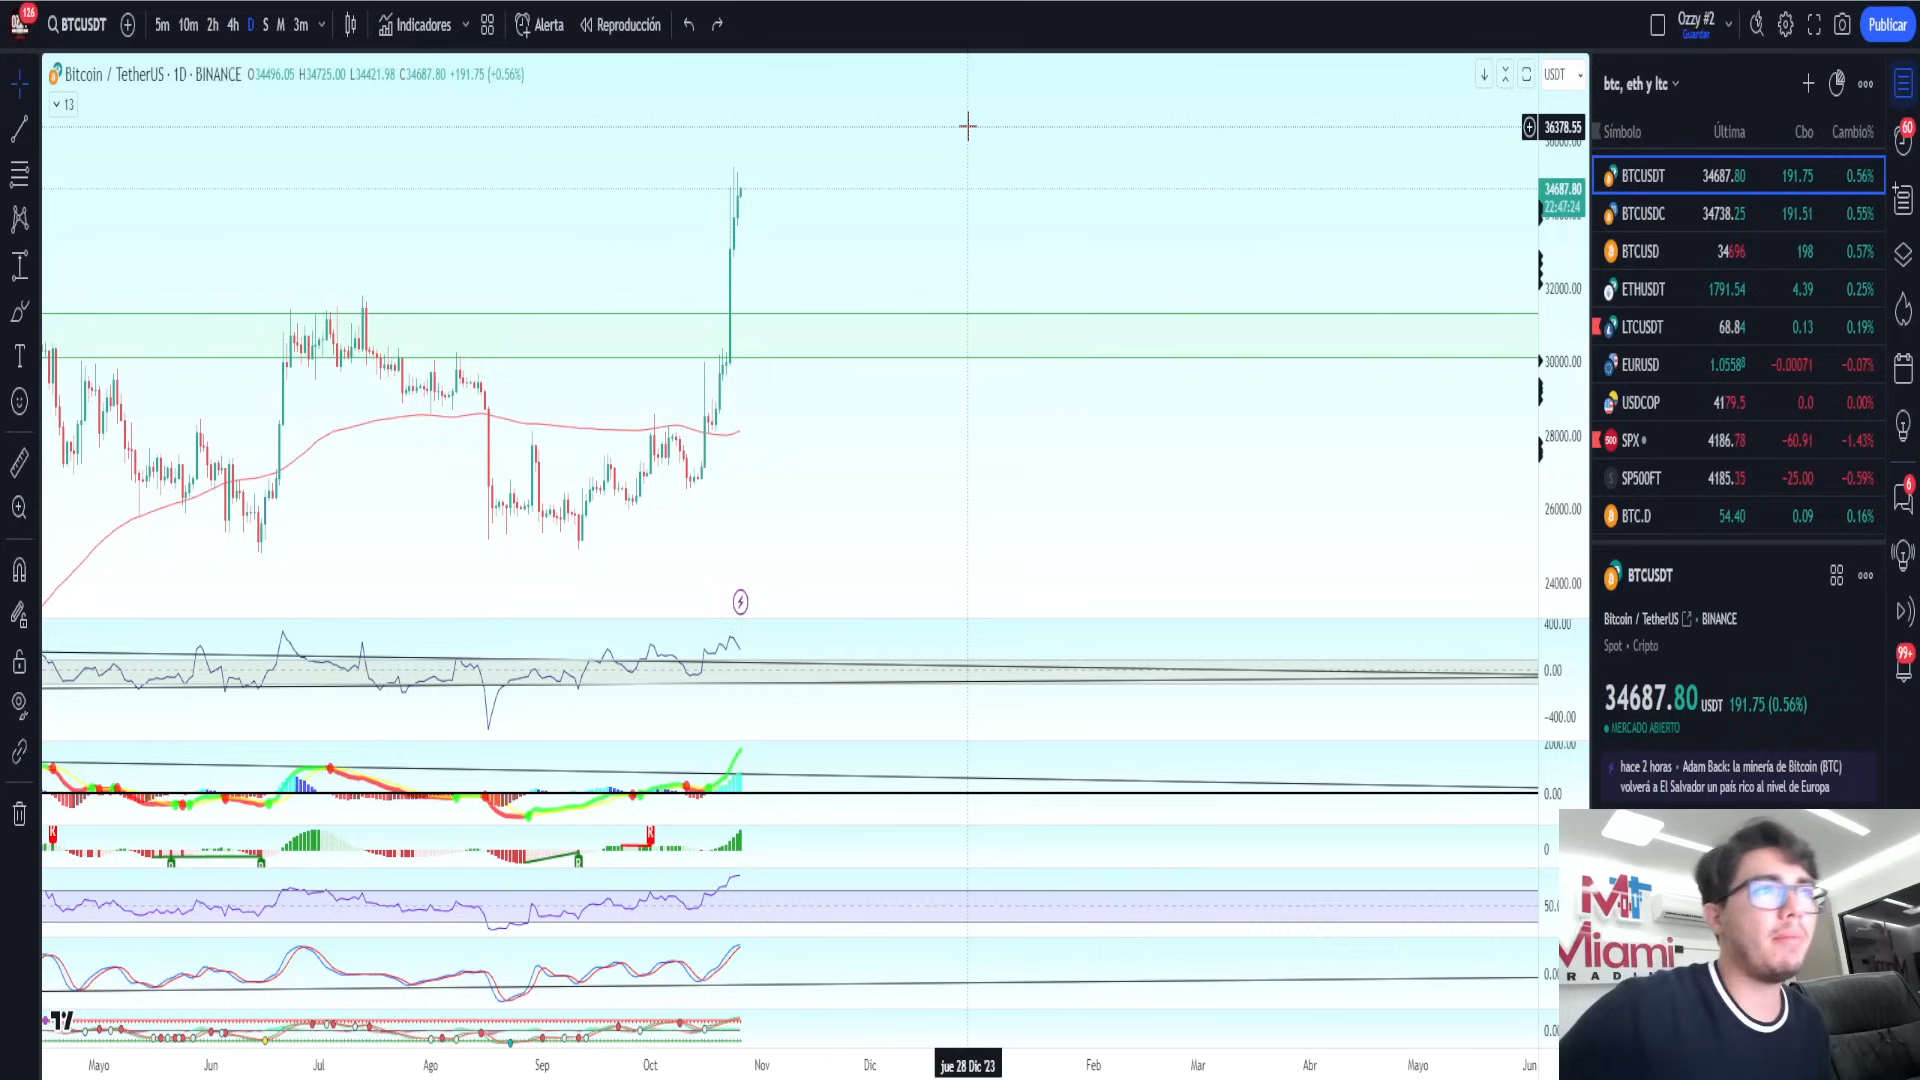 126
BTCUSDT
5m 10m 2h 4h D S M 3m
Indicadores
Alerta
Reproducción
Ozzy #2
Guardar
Publicar
Bitcoin / TetherUS · 1D · BINANCE O34496.05 H34725.00 L34421.98 C34687.80 +191.75 (+0.56%)
13
USDT
36378.55
36000.00
34687.80
22:47:24
32000.00
30000.00
28000.00
26000.00
24000.00
400.00
0.00
-400.00
2000.00
0.00
R
R
0
R
Mayo Jun Jul Ago Sep Oct Nov Dic jue 28 Dic '23 Feb Mar Abr Mayo Jun
btc, eth y ltc
Símbolo Última Cbo Cambio%
BTCUSDT 34687.80 191.75 0.56%
BTCUSDC 34738.25 191.51 0.55%
BTCUSD 34696 198 0.57%
ETHUSDT 1791.54 4.39 0.25%
LTCUSDT 68.84 0.13 0.19%
EURUSD 1.05588 -0.00071 -0.07%
USDCOP 4179.5 0.0 0.00%
500 SPX 4186.78 -60.91 -1.43%
SP500FT 4185.35 -25.00 -0.59%
BTC.D 54.40 0.09 0.16%
BTCUSDT
Bitcoin / TetherUS · BINANCE
Spot · Cripto
34687.80 USDT 191.75 (0.56%)
MERCADO ABIERTO
hace 2 horas · Adam Back: la minería de Bitcoin (BTC)
volverá a El Salvador un país rico al nivel de Europa
60
6
99+
Miami